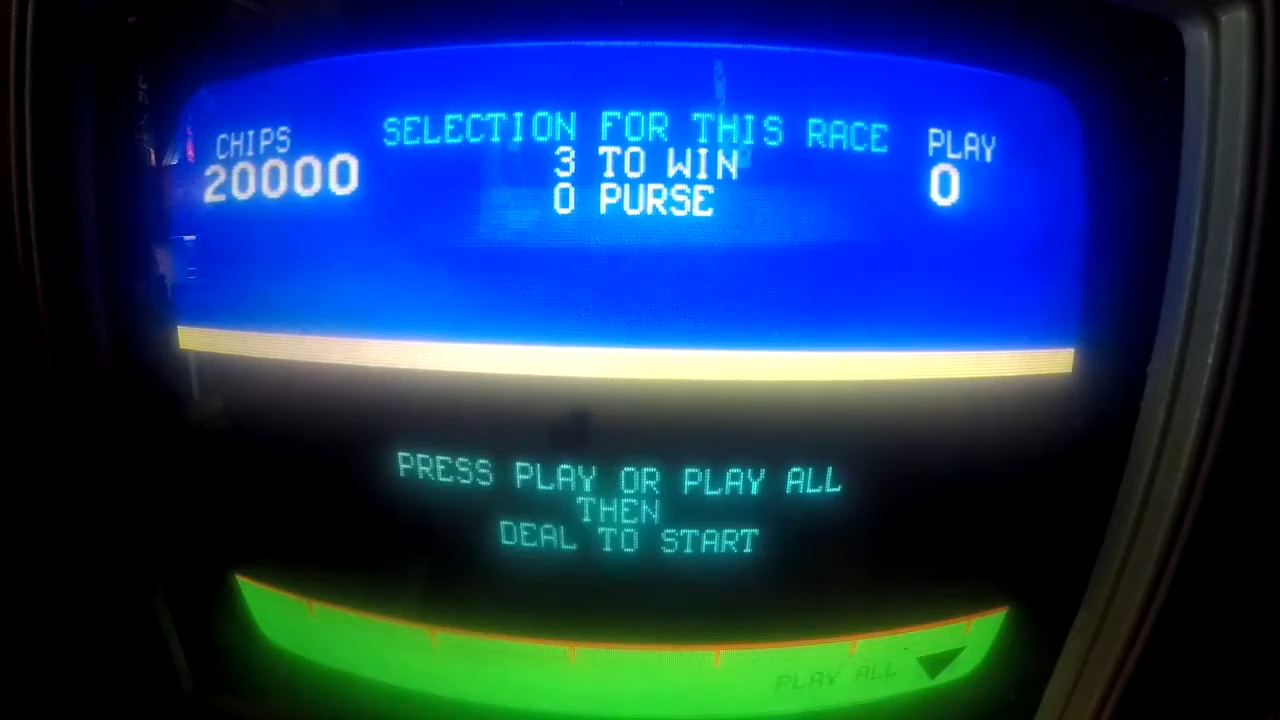 CHIPS
20000
SELECTION FOR THIS RACE
3 TO WIN
0 PURSE
PLAY
0
PRESS PLAY OR PLAY ALL
THEN
DEAL TO START
PLAY ALL